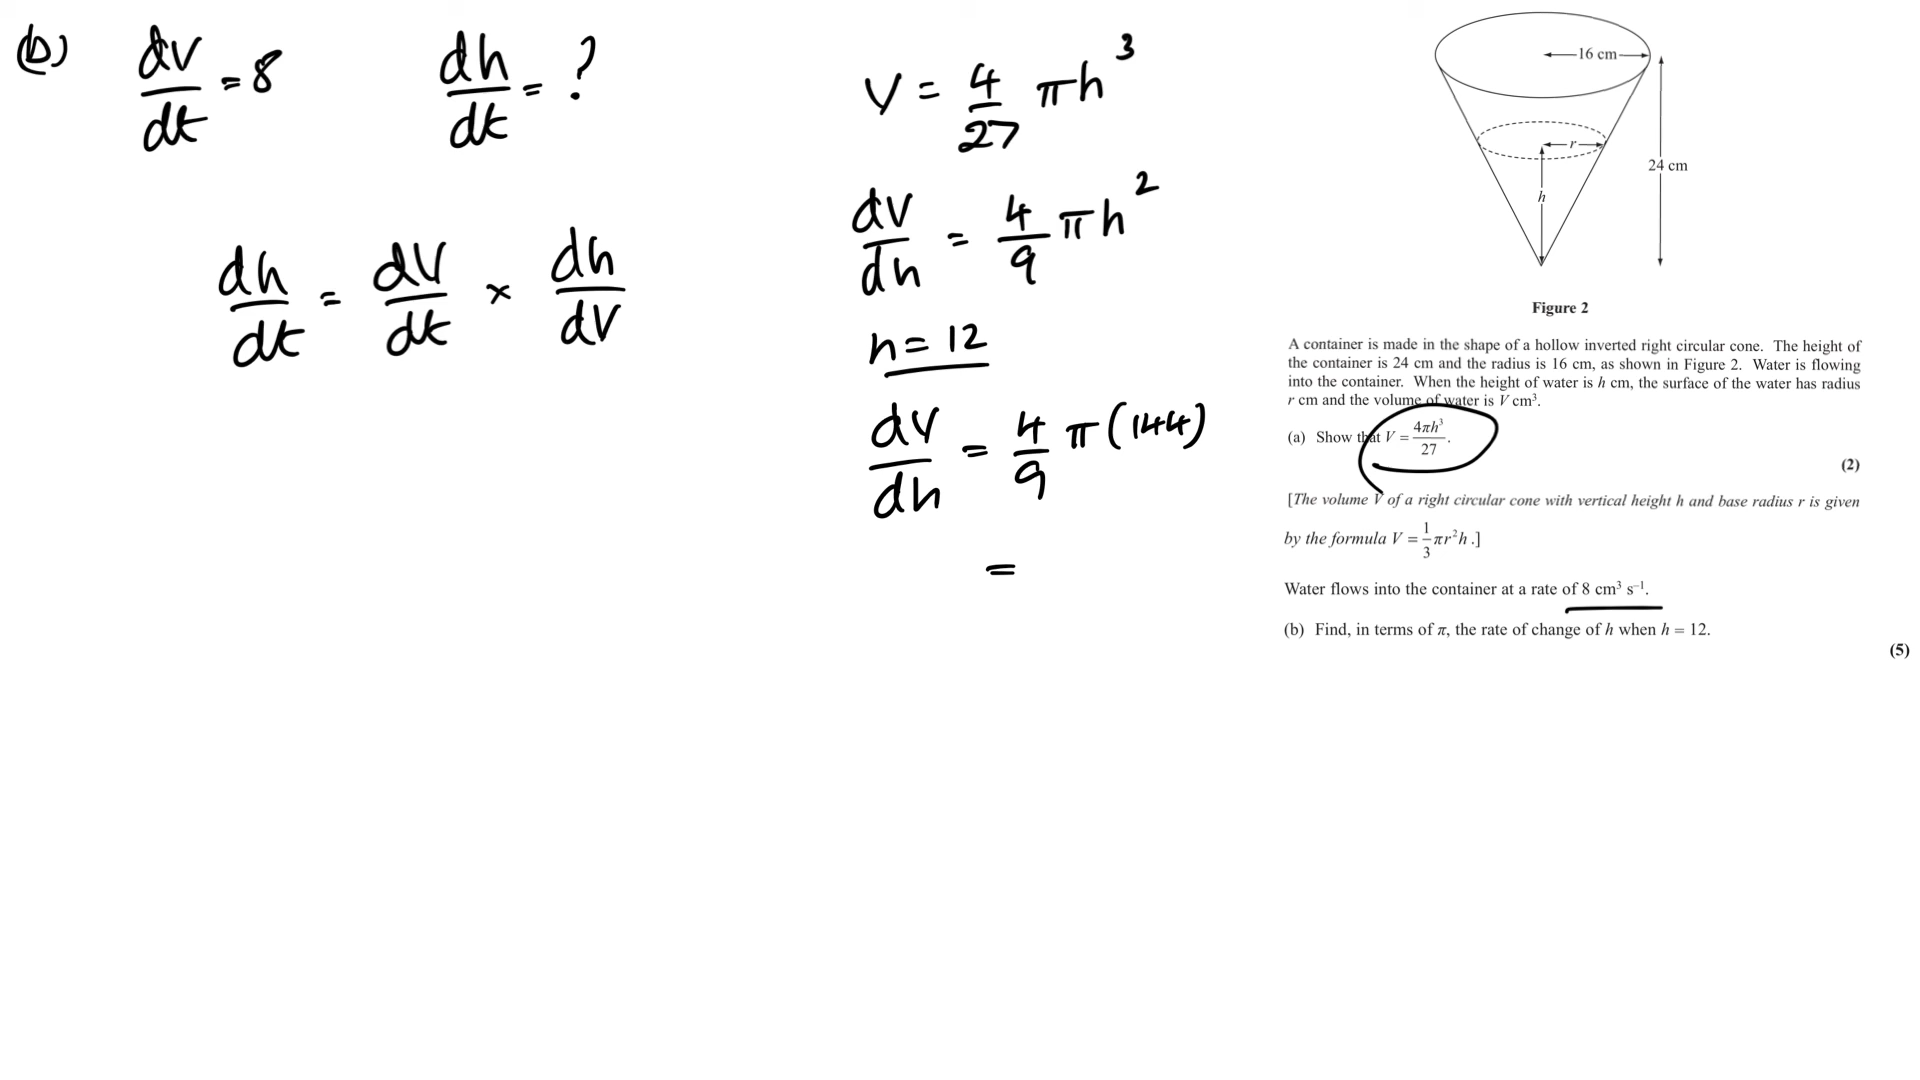 (b) dV/dt = 8 dh/dt = ?
dh/dt = dV/dt × dh/dV
V = 4/27 πh³
dV/dh = 4/9 πh²
h = 12
dV/dh = 4/9 π(144)
=
16 cm
r
24 cm
h
Figure 2
A container is made in the shape of a hollow inverted right circular cone. The height of
the container is 24 cm and the radius is 16 cm, as shown in Figure 2. Water is flowing
into the container. When the height of water is h cm, the surface of the water has radius
r cm and the volume of water is V cm³.
(a) Show that V = 4πh³/27.
(2)
[The volume V of a right circular cone with vertical height h and base radius r is given
by the formula V = 1/3 πr²h .]
Water flows into the container at a rate of 8 cm³ s⁻¹.
(b) Find, in terms of π, the rate of change of h when h = 12.
(5)